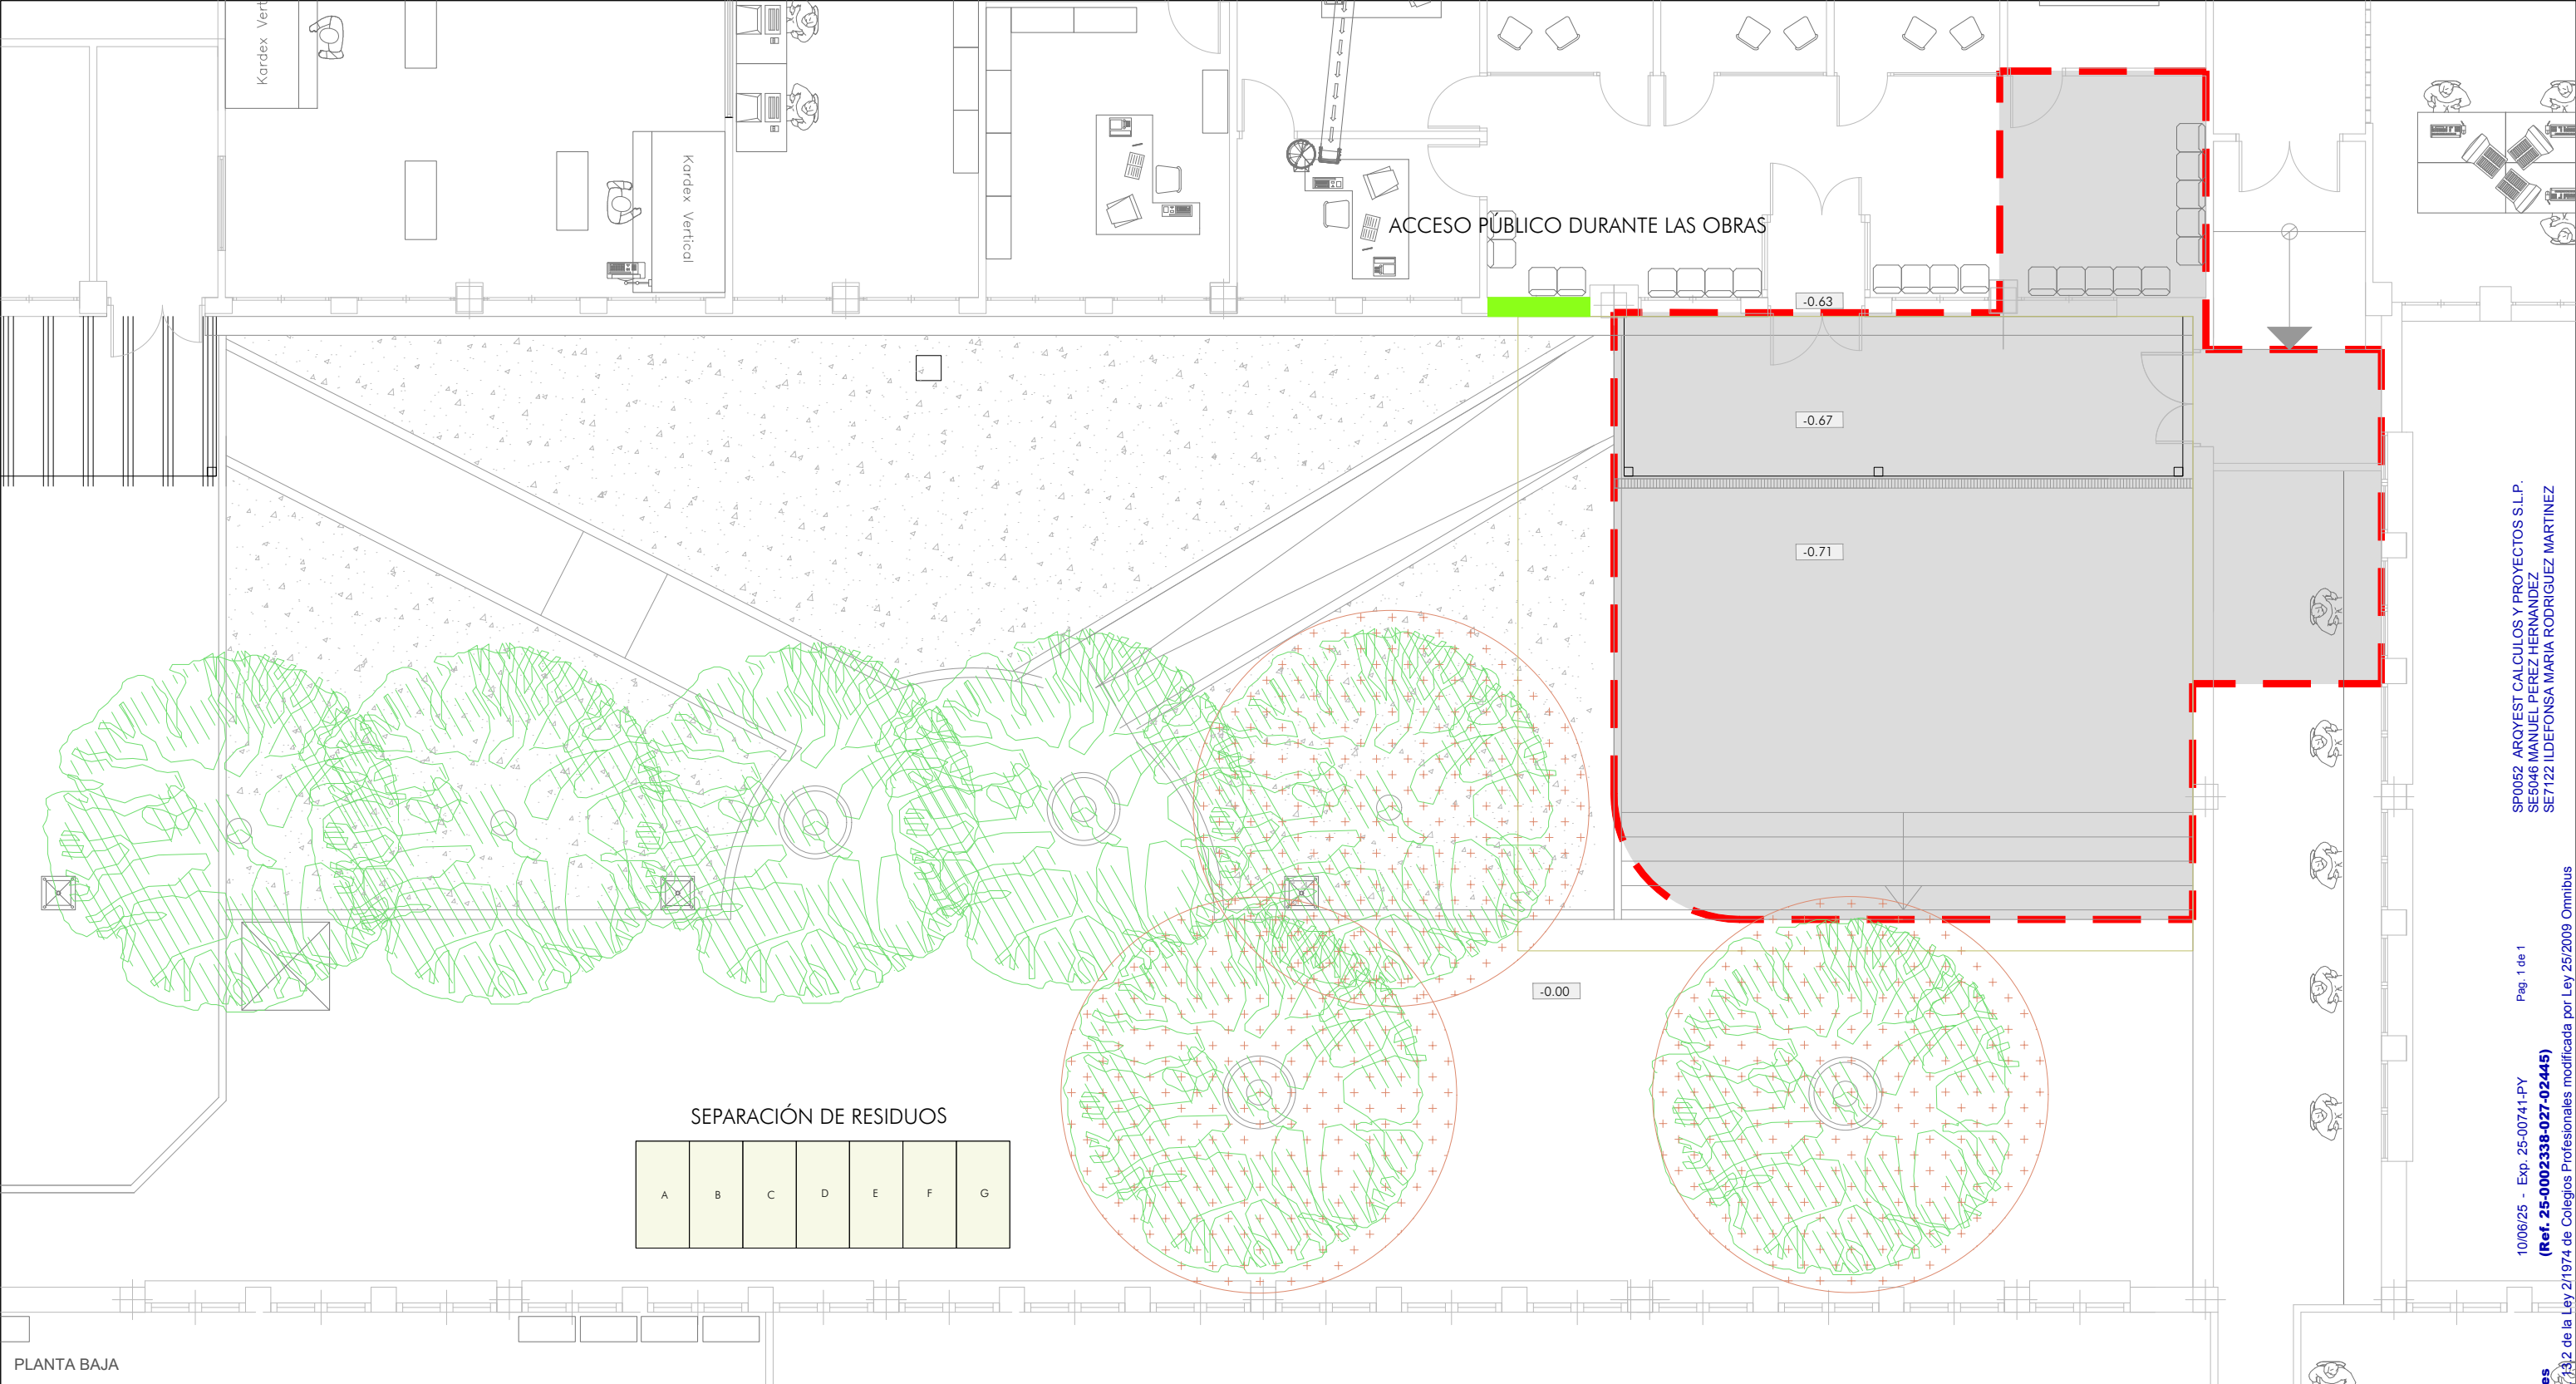 Kardex Vert
Kardex Vertical
ACCESO PÚBLICO DURANTE LAS OBRAS
-0.63
-0.67
-0.71
-0.00
SEPARACIÓN DE RESIDUOS
A B C D E F G
PLANTA BAJA
SP0052 ARQYEST CALCULOS Y PROYECTOS S.L.P.
SE5046 MANUEL PEREZ HERNANDEZ
SE7122 ILDEFONSA MARIA RODRIGUEZ MARTINEZ
10/06/25 - Exp. 25-00741-PY Pag. 1 de 1
(Ref. 25-0002338-027-02445)
13.2 de la Ley 2/1974 de Colegios Profesionales modificada por Ley 25/2009 Omnibus
es